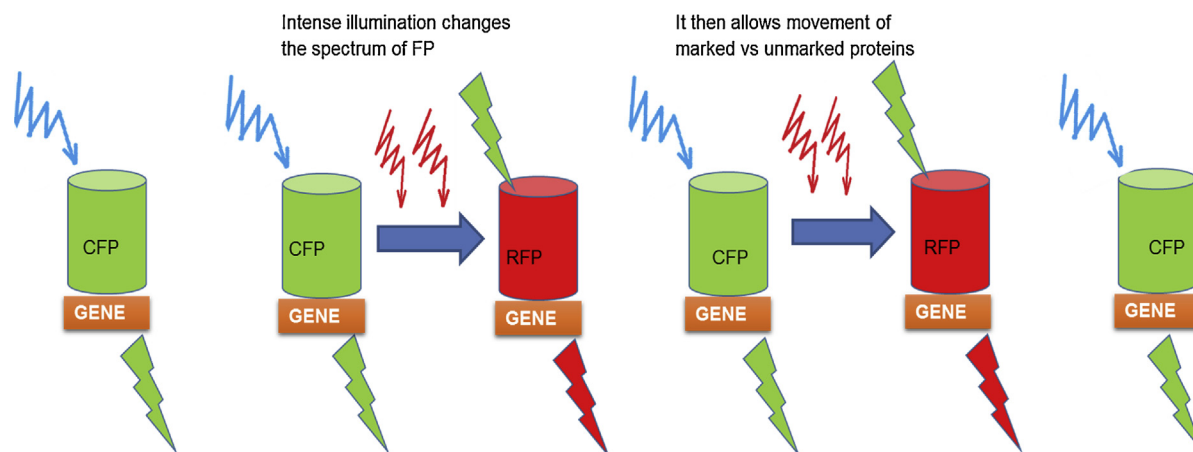 Intense illumination changes
the spectrum of FP
It then allows movement of
marked vs unmarked proteins
CFP
GENE
CFP
GENE
RFP
GENE
CFP
GENE
RFP
GENE
CFP
GENE